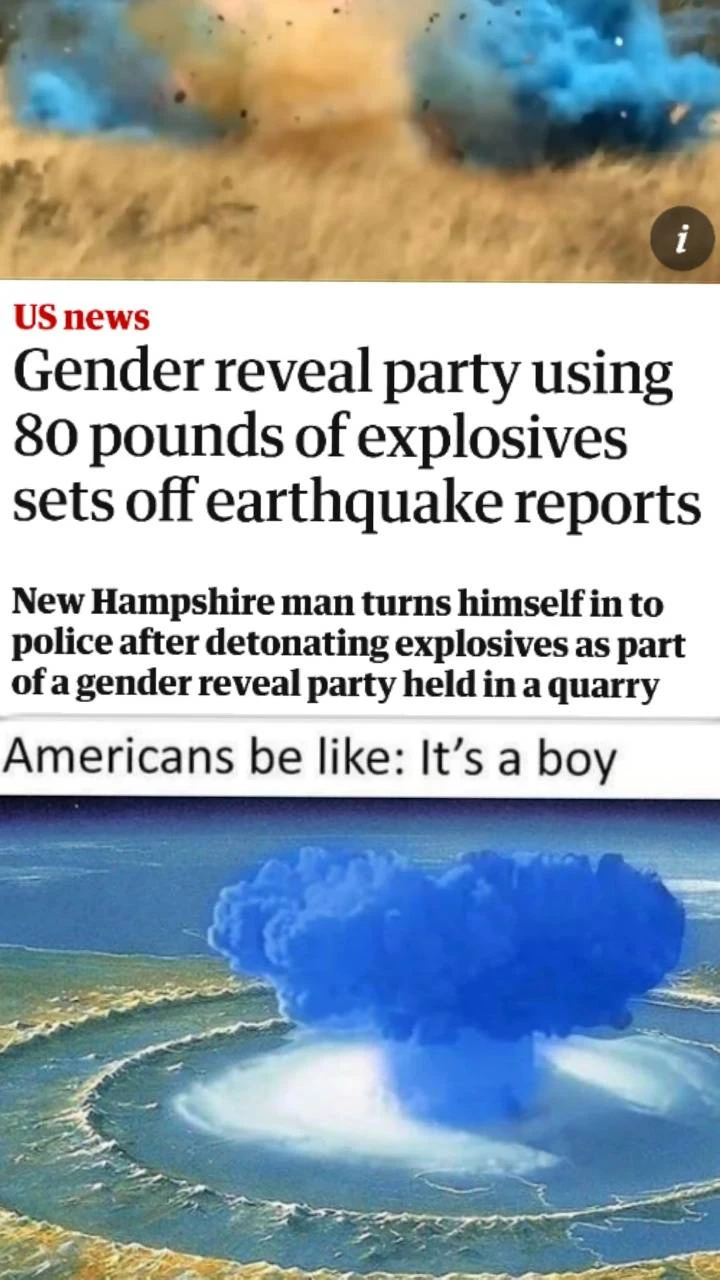 i
US news
Gender reveal party using
80 pounds of explosives
sets off earthquake reports
New Hampshire man turns himself in to
police after detonating explosives as part
of a gender reveal party held in a quarry
Americans be like: It's a boy